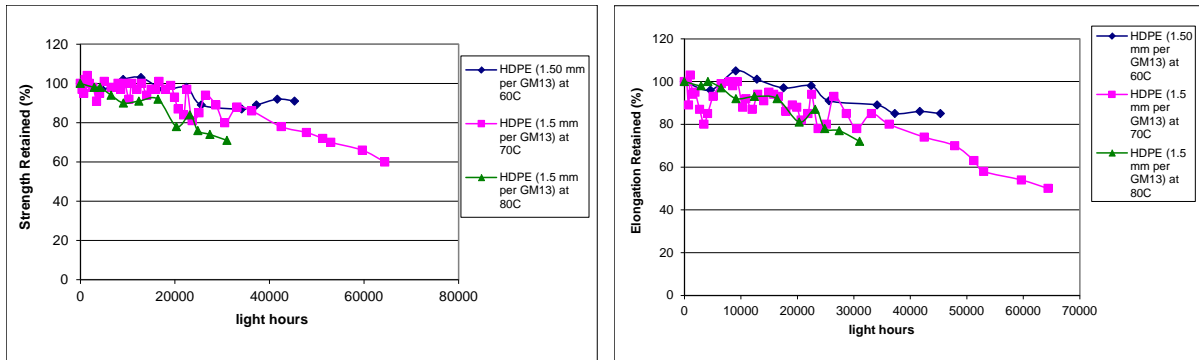 120
100
80
60
40
20
0
Strength Retained (%)
0 20000 40000 60000 80000
light hours
HDPE (1.50
mm per
GM13) at
60C
HDPE (1.5
mm per
GM13) at
70C
HDPE (1.5
mm per
GM13) at
80C
120
100
80
60
40
20
0
Elongation Retained (%)
0 10000 20000 30000 40000 50000 60000 70000
light hours
HDPE (1.50
mm per
GM13) at
60C
HDPE (1.5
mm per
GM13) at
70C
HDPE (1.5
mm per
GM13) at
80C